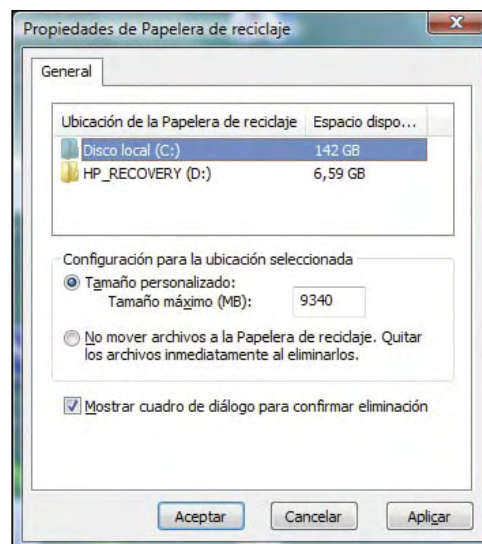 Propiedades de Papelera de reciclaje
General
Ubicación de la Papelera de reciclaje Espacio dispo...
Disco local (C:) 142 GB
HP_RECOVERY (D:) 6,59 GB
Configuración para la ubicación seleccionada
Tamaño personalizado:
Tamaño máximo (MB): 9340
No mover archivos a la Papelera de reciclaje. Quitar
los archivos inmediatamente al eliminarlos.
Mostrar cuadro de diálogo para confirmar eliminación
Aceptar Cancelar Aplicar